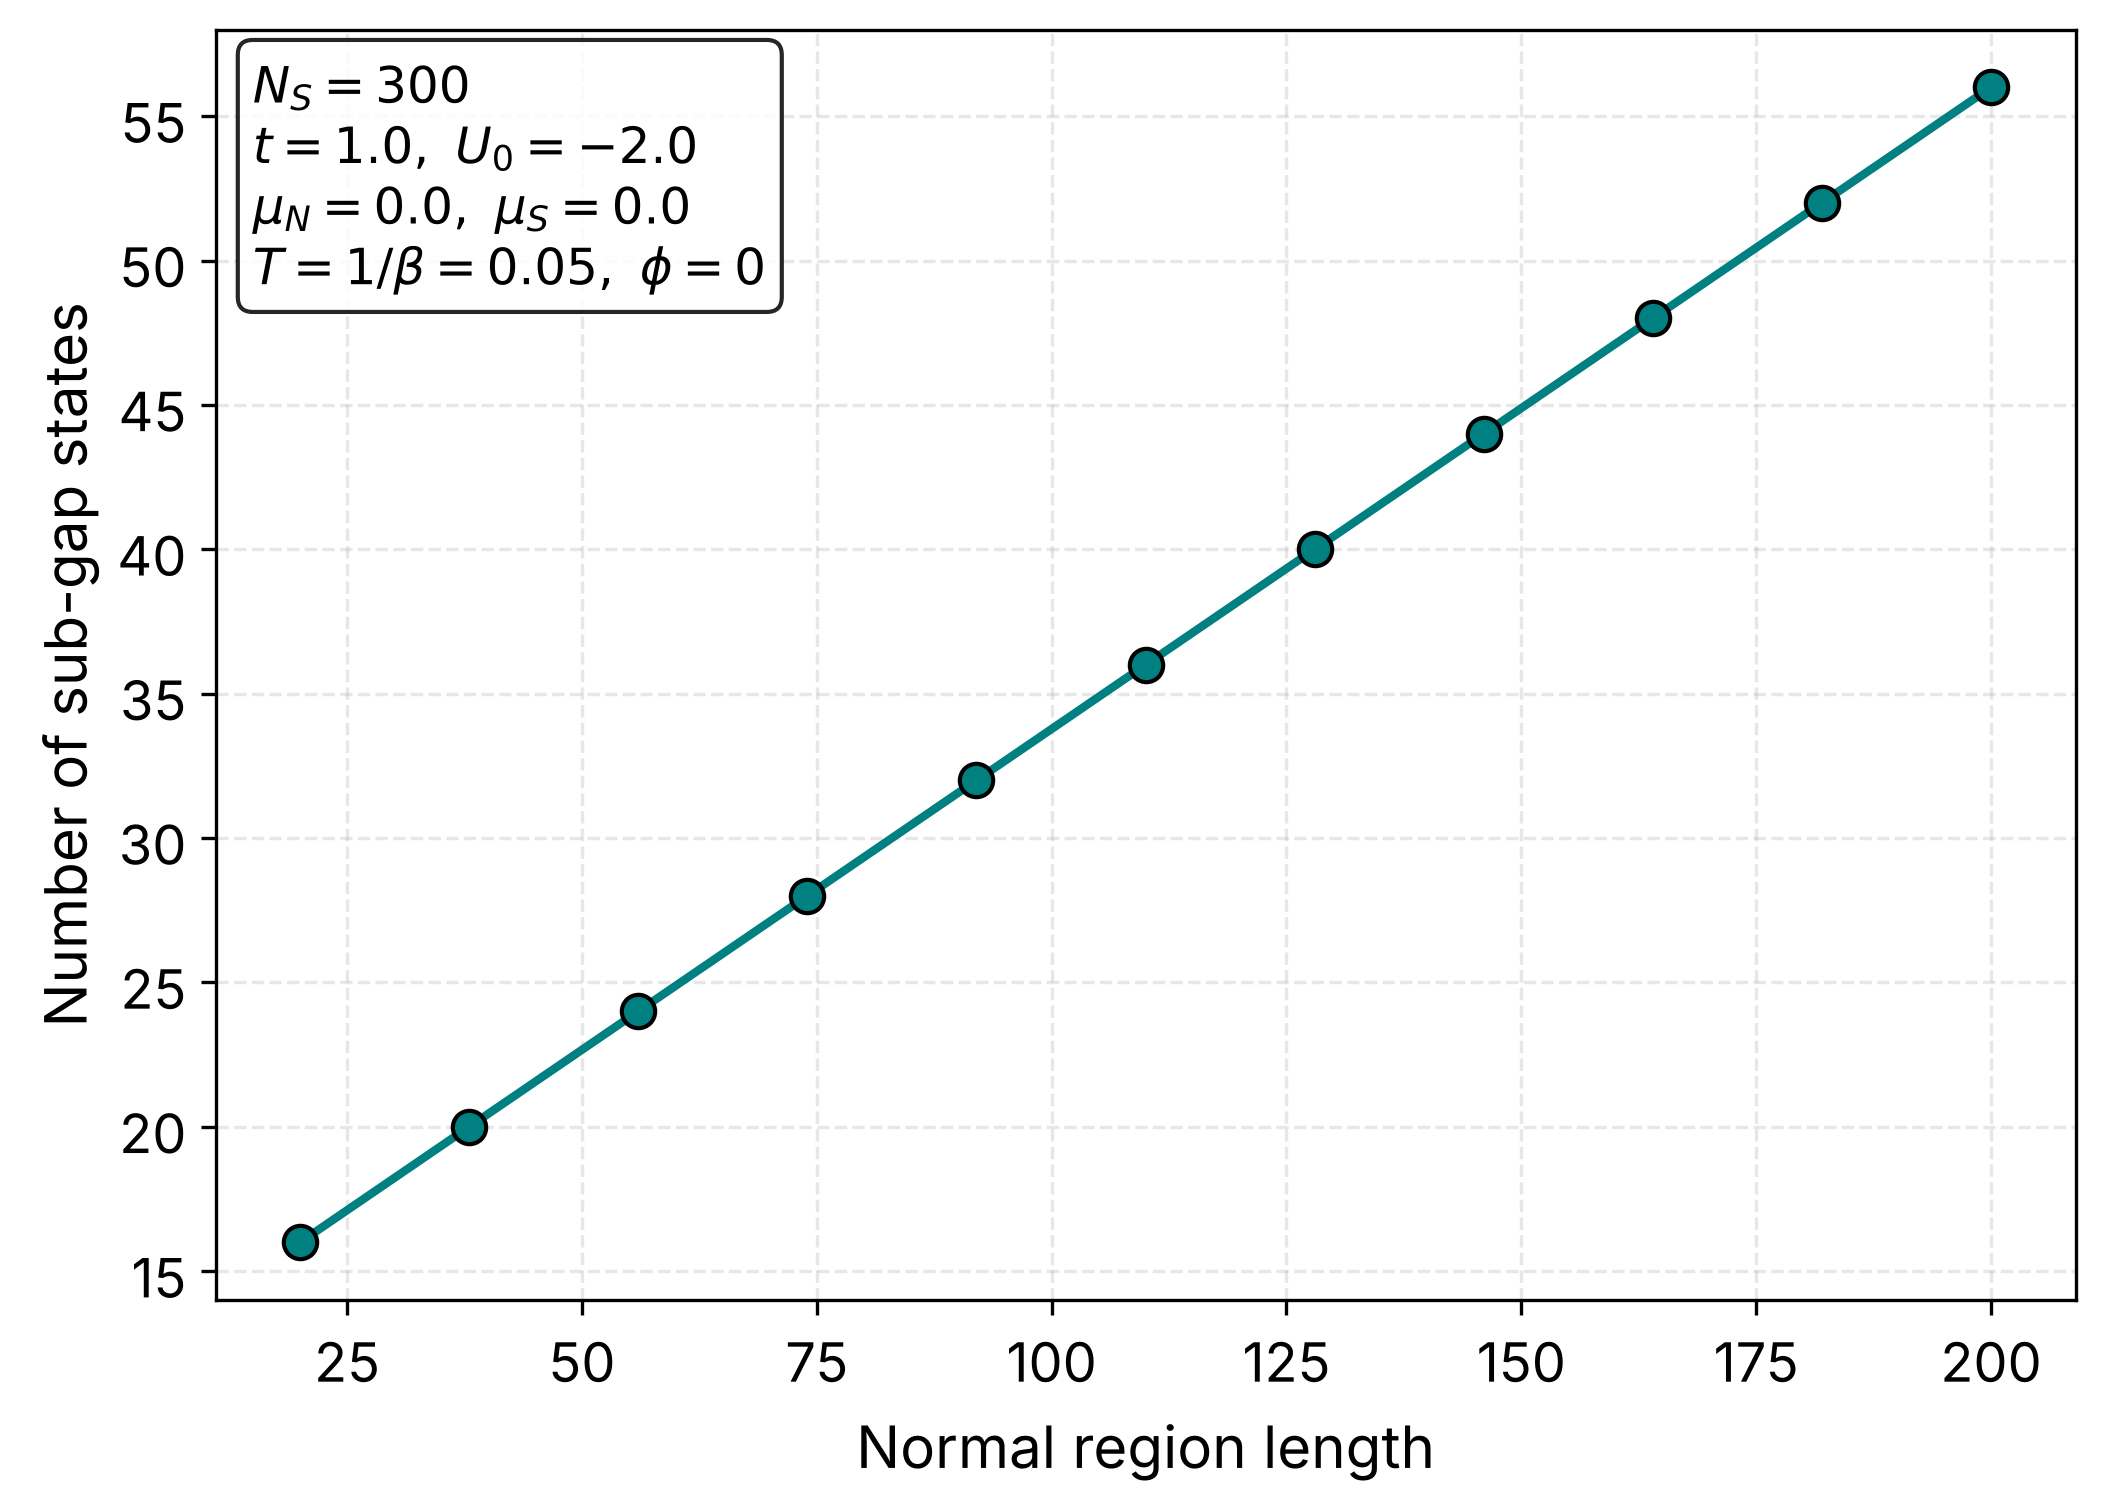 N_S = 300
t = 1.0, U_0 = −2.0
μ_N = 0.0, μ_S = 0.0
T = 1/β = 0.05, ϕ = 0
55
50
45
40
35
30
25
20
15
Number of sub-gap states
25 50 75 100 125 150 175 200
Normal region length